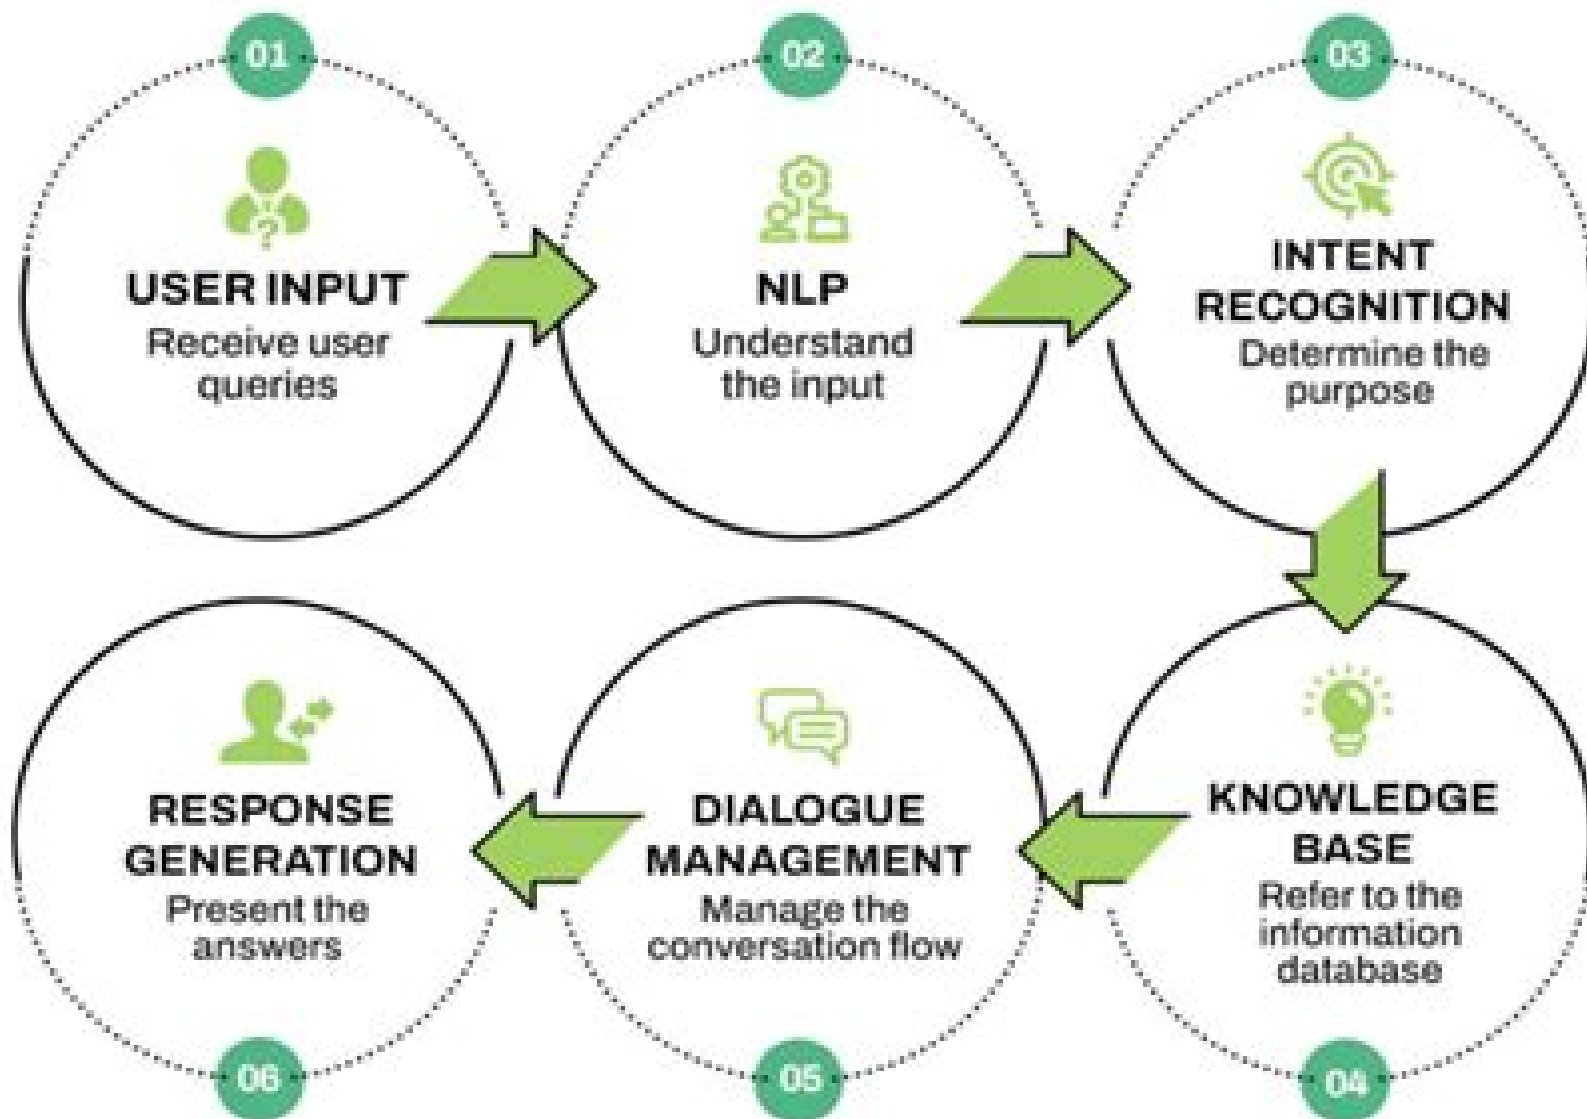 01
USER INPUT
Receive user
queries
02
NLP
Understand
the input
03
INTENT
RECOGNITION
Determine the
purpose
KNOWLEDGE
BASE
Refer to the
information
database
04
DIALOGUE
MANAGEMENT
Manage the
conversation flow
05
RESPONSE
GENERATION
Present the
answers
06
?